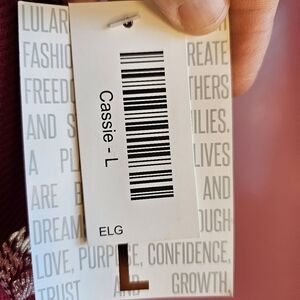 LULAR
FASHIO REATE
FREED THERS
AND S ILIES.
A PL LIVES
ARE B AND
DREAM OUGH
LOVE, PURPOSE, CONFIDENCE,
TRUST AND GROWTH,
Cassie - L
ELG
L